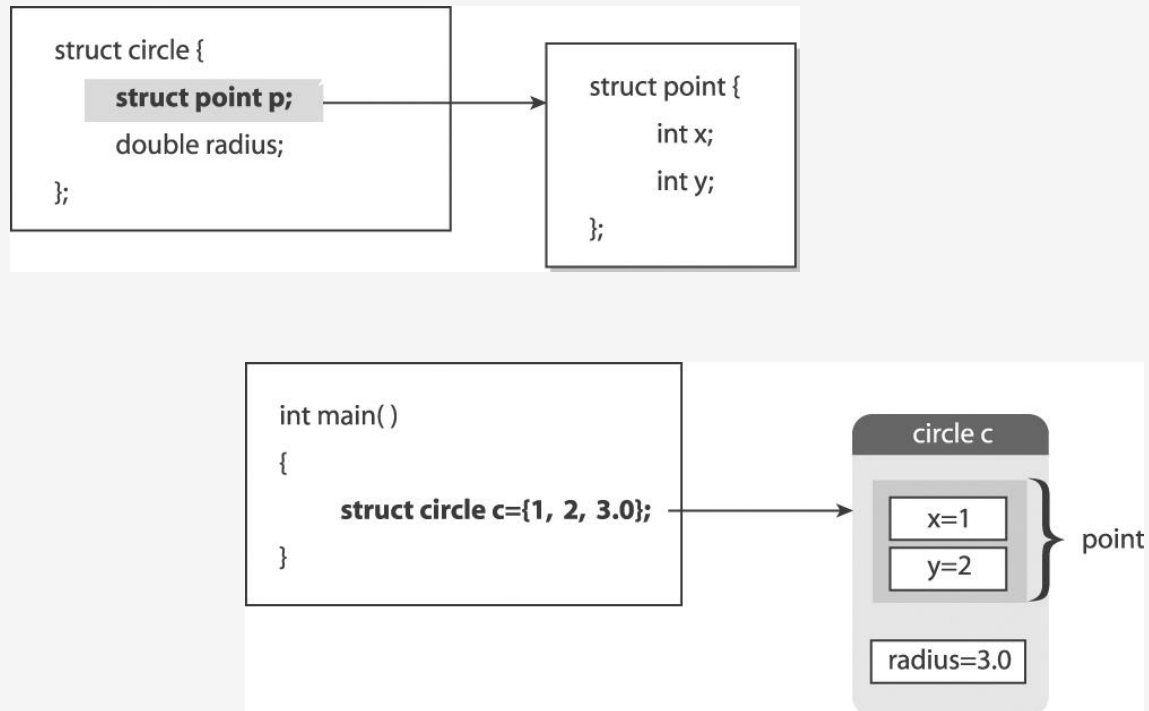 struct circle {
struct point p;
double radius;
};
struct point {
int x;
int y;
};
int main( )
{
struct circle c={1, 2, 3.0};
}
circle c
x=1
y=2
point
radius=3.0